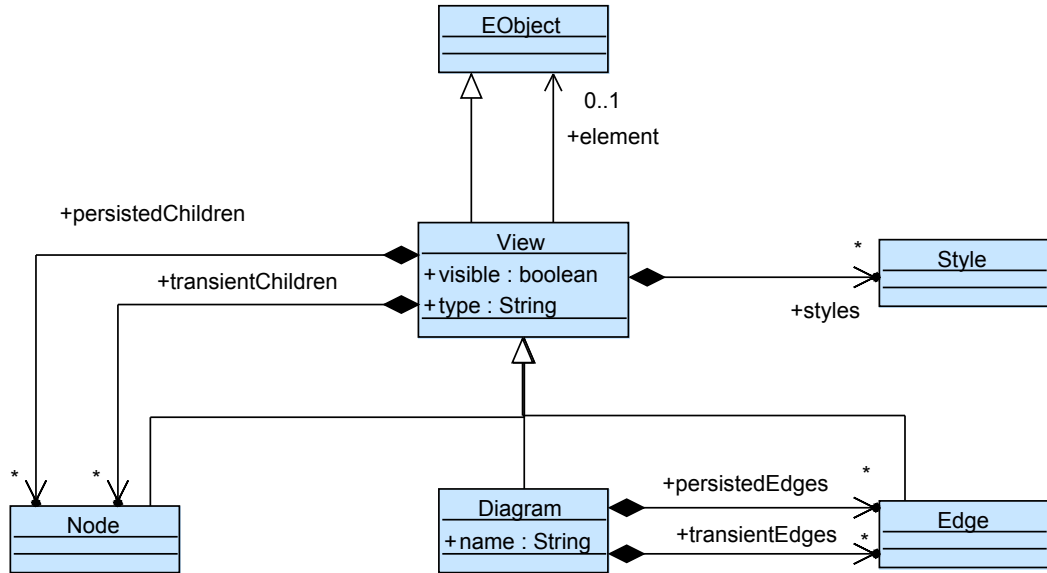 EObject
0..1
+element
+persistedChildren
View
*
+visible : boolean
Style
+transientChildren
+type : String
+styles
*
*
*
+persistedEdges
Node
Diagram
Edge
+name : String
+transientEdges
*